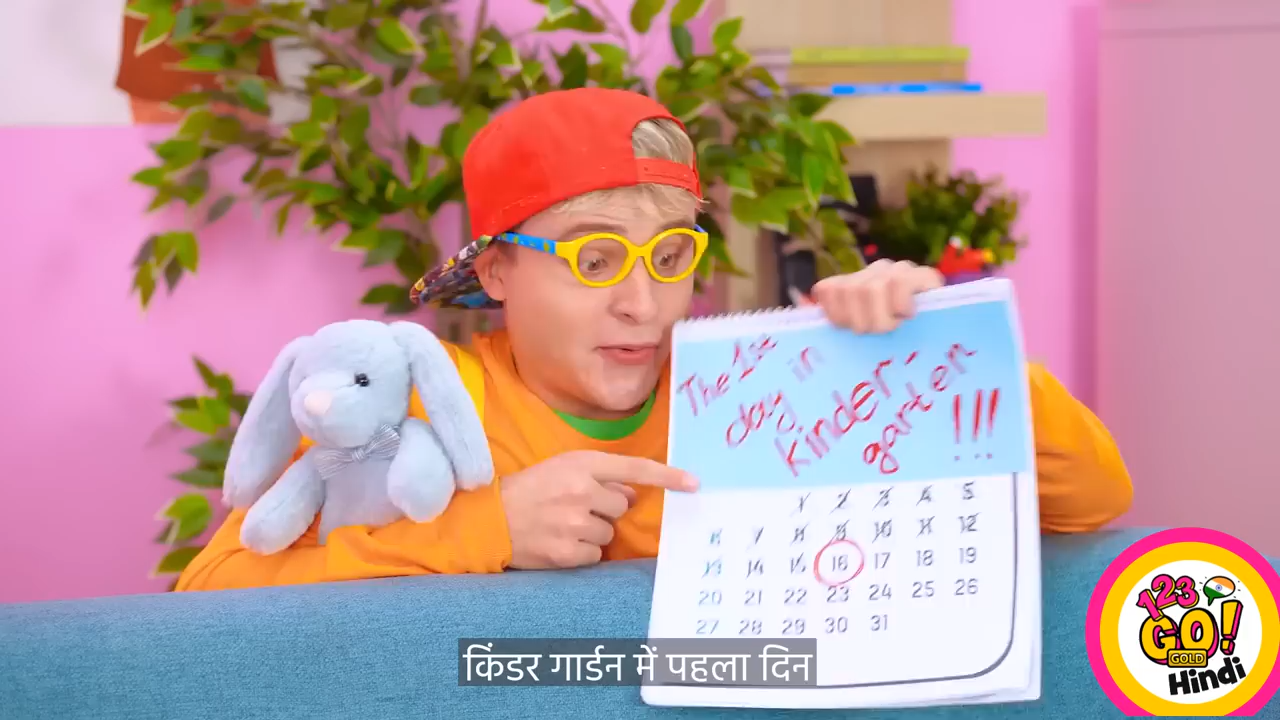 The 1st
day in
kinder-
garten
!!!
1 2 3 4 5
6 7 8 9 10 11 12
13 14 15 16 17 18 19
20 21 22 23 24 25 26
27 28 29 30 31
किंडर गार्डन में पहला दिन
123
GO!
GOLD
Hindi